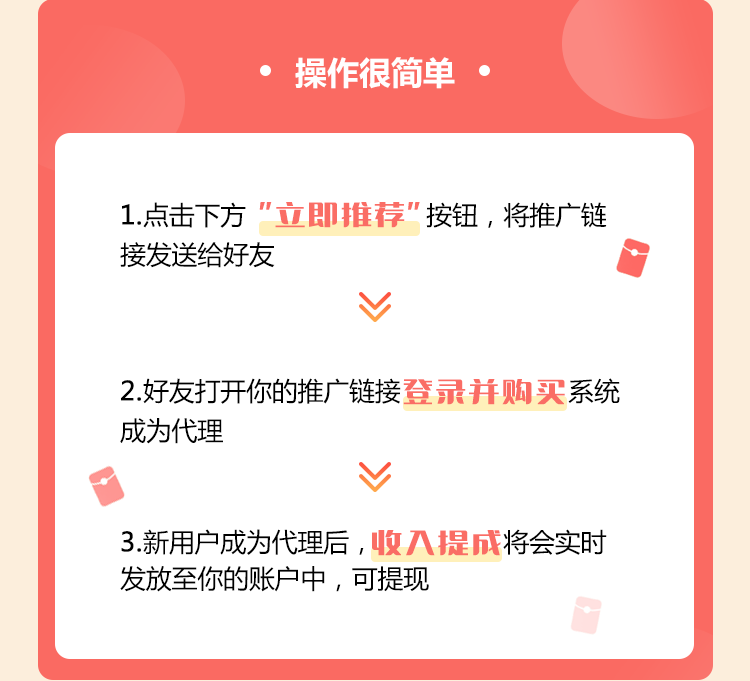 • 操作很简单 •
1.点击下方“立即推荐”按钮，将推广链
接发送给好友
2.好友打开你的推广链接登录并购买系统
成为代理
3.新用户成为代理后，收入提成将会实时
发放至你的账户中，可提现